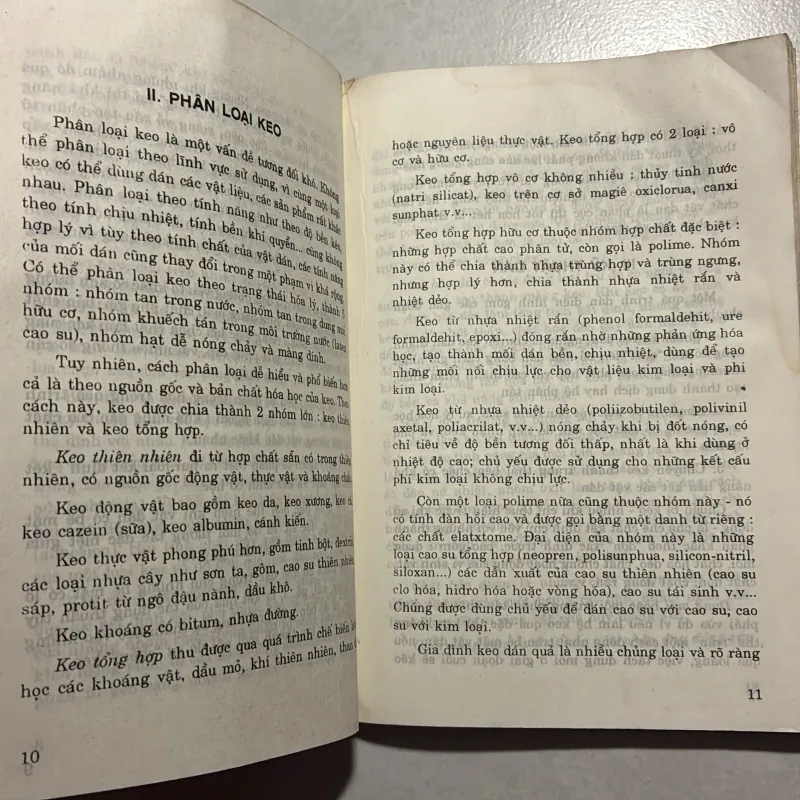 II. PHÂN LOẠI KEO
Phân loại keo là một vấn đề tương đối khó. Không
thể phân loại theo lĩnh vực sử dụng, vì cùng một loại
keo có thể dùng dán các vật liệu, các sản phẩm rất khác
nhau. Phân loại theo tính năng như theo độ bền kéo,
theo tính chịu nhiệt, tính bền khí quyển... cũng không
hợp lý vì tùy theo tính chất của vật dán, các tính năng
của mối dán cũng thay đổi trong một phạm vi khá rộng.
Có thể phân loại keo theo trạng thái hóa lý, thành 5
nhóm : nhóm tan trong nước, nhóm tan trong dung môi
hữu cơ, nhóm khuếch tán trong môi trường nước (latex
cao su), nhóm hạt dễ nóng chảy và màng dính.
Tuy nhiên, cách phân loại dễ hiểu và phổ biến hơn
cả là theo nguồn gốc và bản chất hóa học của keo. Theo
cách này, keo được chia thành 2 nhóm lớn : keo thiên
nhiên và keo tổng hợp.
Keo thiên nhiên đi từ hợp chất sẵn có trong thiên
nhiên, có nguồn gốc động vật, thực vật và khoáng chất.
Keo động vật bao gồm keo da, keo xương, keo cá,
keo cazein (sữa), keo albumin, cánh kiến.
Keo thực vật phong phú hơn, gồm tinh bột,
các loại nhựa cây như sơn ta, gôm, cao su thiên nhiên,
sáp, protit từ ngô đậu nành, dầu khô.
Keo khoáng có bitum, nhựa đường.
Keo tổng hợp thu được qua quá trình chế biến
học các khoáng vật, dầu mỏ, khí thiên nhiên, than
10
hoặc nguyên liệu thực vật. Keo tổng hợp có 2 loại : vô
cơ và hữu cơ.
Keo tổng hợp vô cơ không nhiều : thủy tinh nước
(natri silicat), keo trên cơ sở magiê oxiclorua, canxi
sunphat v.v...
Keo tổng hợp hữu cơ thuộc nhóm hợp chất đặc biệt :
những hợp chất cao phân tử, còn gọi là polime. Nhóm
này có thể chia thành nhựa trùng hợp và trùng ngưng,
nhưng hợp lý hơn, chia thành nhựa nhiệt rắn và
nhiệt dẻo.
Keo từ nhựa nhiệt rắn (phenol formaldehit, ure
formaldehit, epoxi...) đóng rắn nhờ những phản ứng hóa
học, tạo thành mối dán bền, chịu nhiệt, dùng để tạo
những mối nối chịu lực cho vật liệu kim loại và phi
kim loại.
Keo từ nhựa nhiệt dẻo (poliizobutilen, polivinil
axetal, poliacrilat, v.v...) nóng chảy khi bị đốt nóng, có
chỉ tiêu về độ bền tương đối thấp, nhất là khi dùng ở
nhiệt độ cao; chủ yếu được sử dụng cho những kết cấu
phi kim loại không chịu lực.
Còn một loại polime nữa cũng thuộc nhóm này - nó
có tính đàn hồi cao và được gọi bằng một danh từ riêng :
các chất elatxtome. Đại diện của nhóm này là những
loại cao su tổng hợp (neopren, polisunphua, silicon-nitril,
siloxan...) các dẫn xuất của cao su thiên nhiên (cao su
clo hóa, hidro hóa hoặc vòng hóa), cao su tái sinh v.v...
Chúng được dùng chủ yếu để dán cao su với cao su, cao
su với kim loại.
Gia đình keo dán quả là nhiều chủng loại và rõ ràng
11